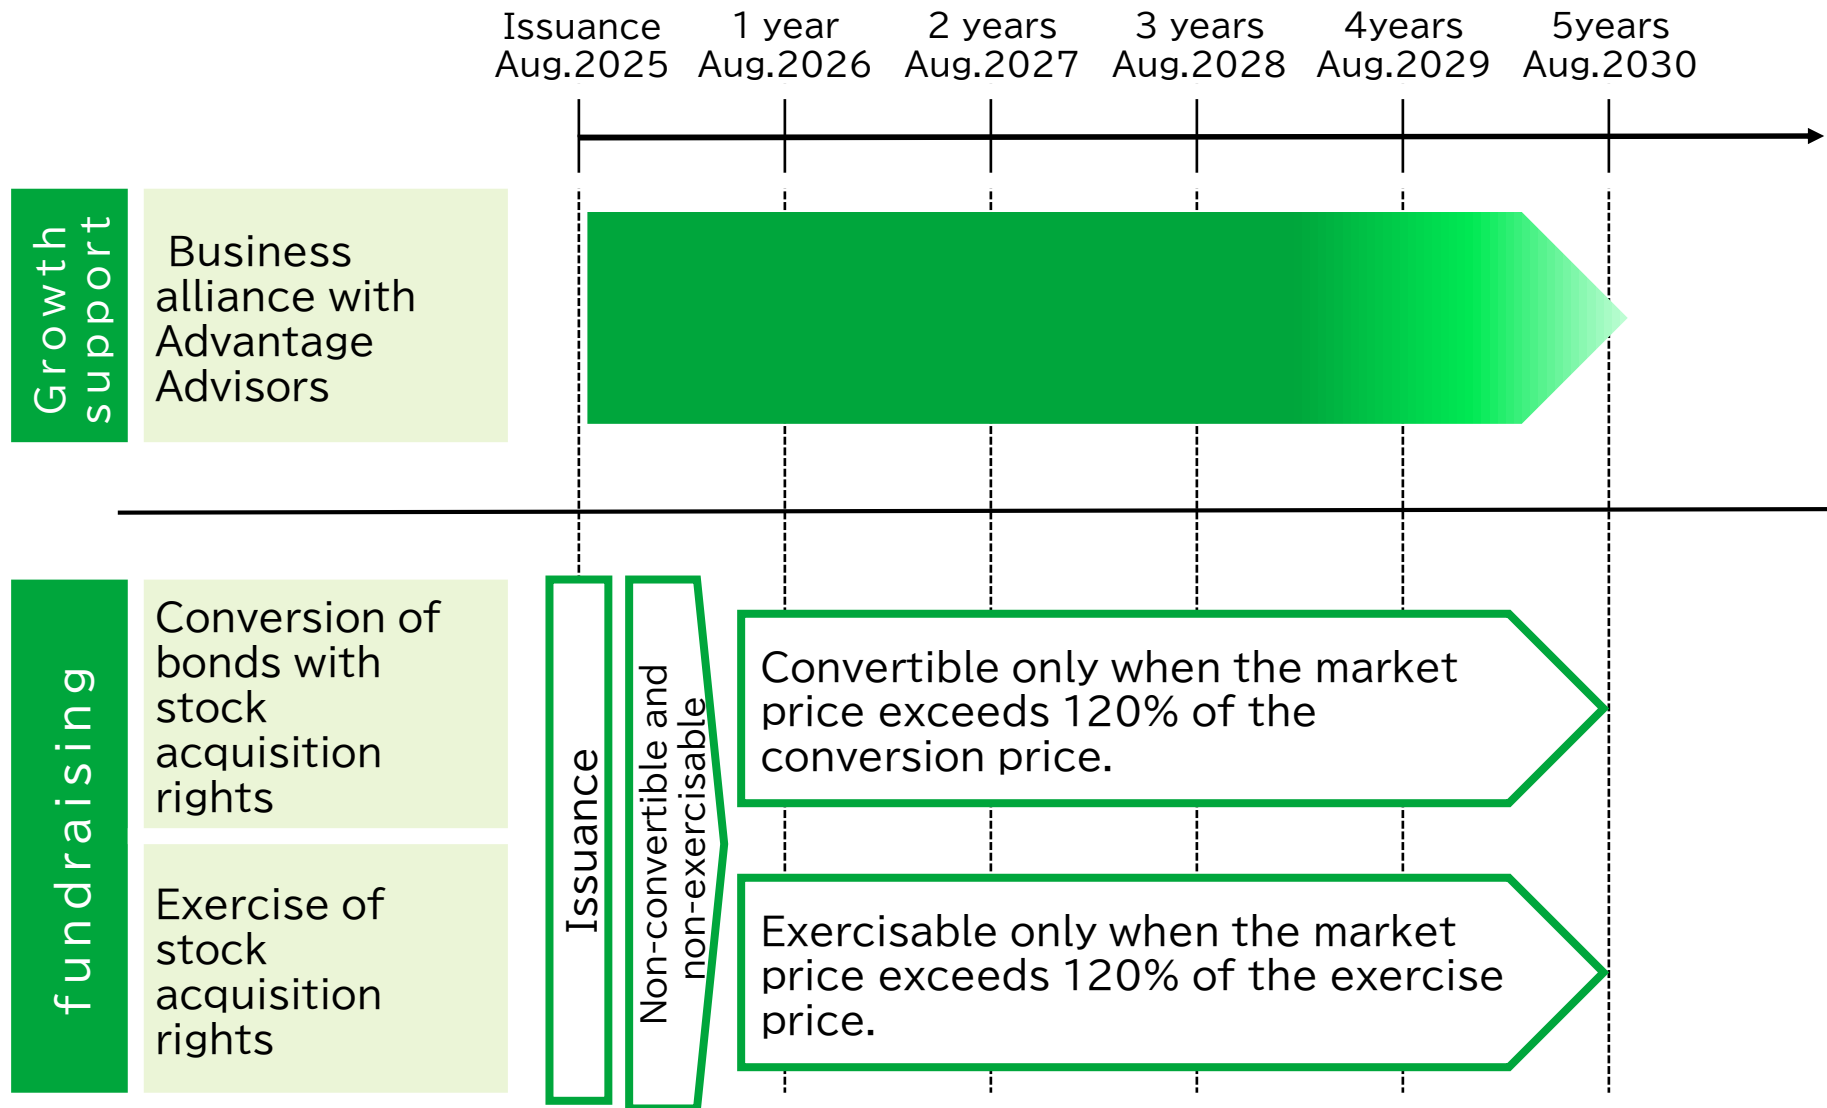 Issuance
Aug.2025
1 year
Aug.2026
2 years
Aug.2027
3 years
Aug.2028
4years
Aug.2029
5years
Aug.2030
Growth
support
Business
alliance with
Advantage
Advisors
fundraising
Conversion of
bonds with
stock
acquisition
rights
Exercise of
stock
acquisition
rights
Issuance
Non-convertible and
non-exercisable
Convertible only when the market
price exceeds 120% of the
conversion price.
Exercisable only when the market
price exceeds 120% of the exercise
price.